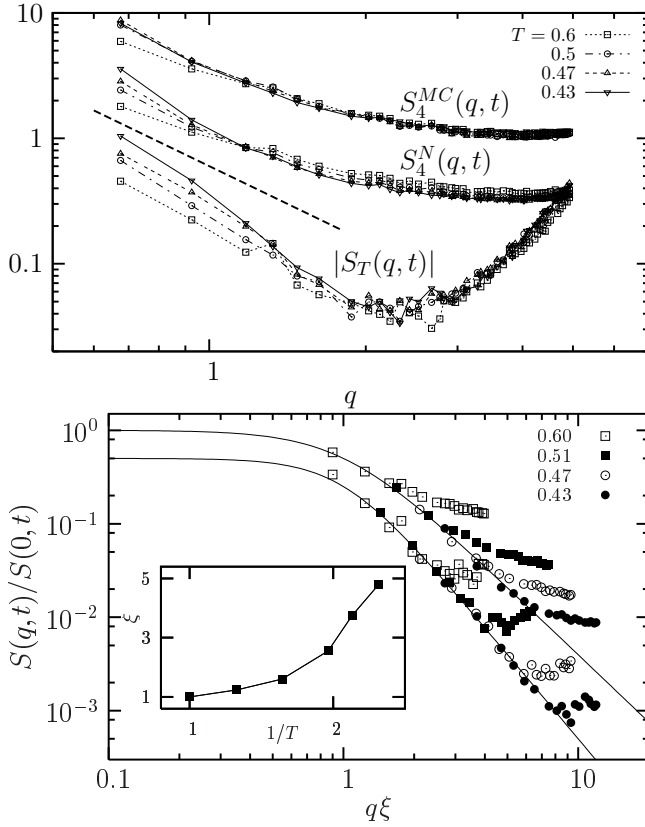 10
T = 0.6
0.5
0.47
0.43
S_4^{MC}(q, t)
1
S_4^N(q, t)
|S_T(q, t)|
0.1
1
q
10^0
0.60
0.51
0.47
0.43
10^{-1}
S(q, t)/S(0, t)
5
ξ
3
10^{-2}
1
1
1/T
2
10^{-3}
0.1
1
10
qξ